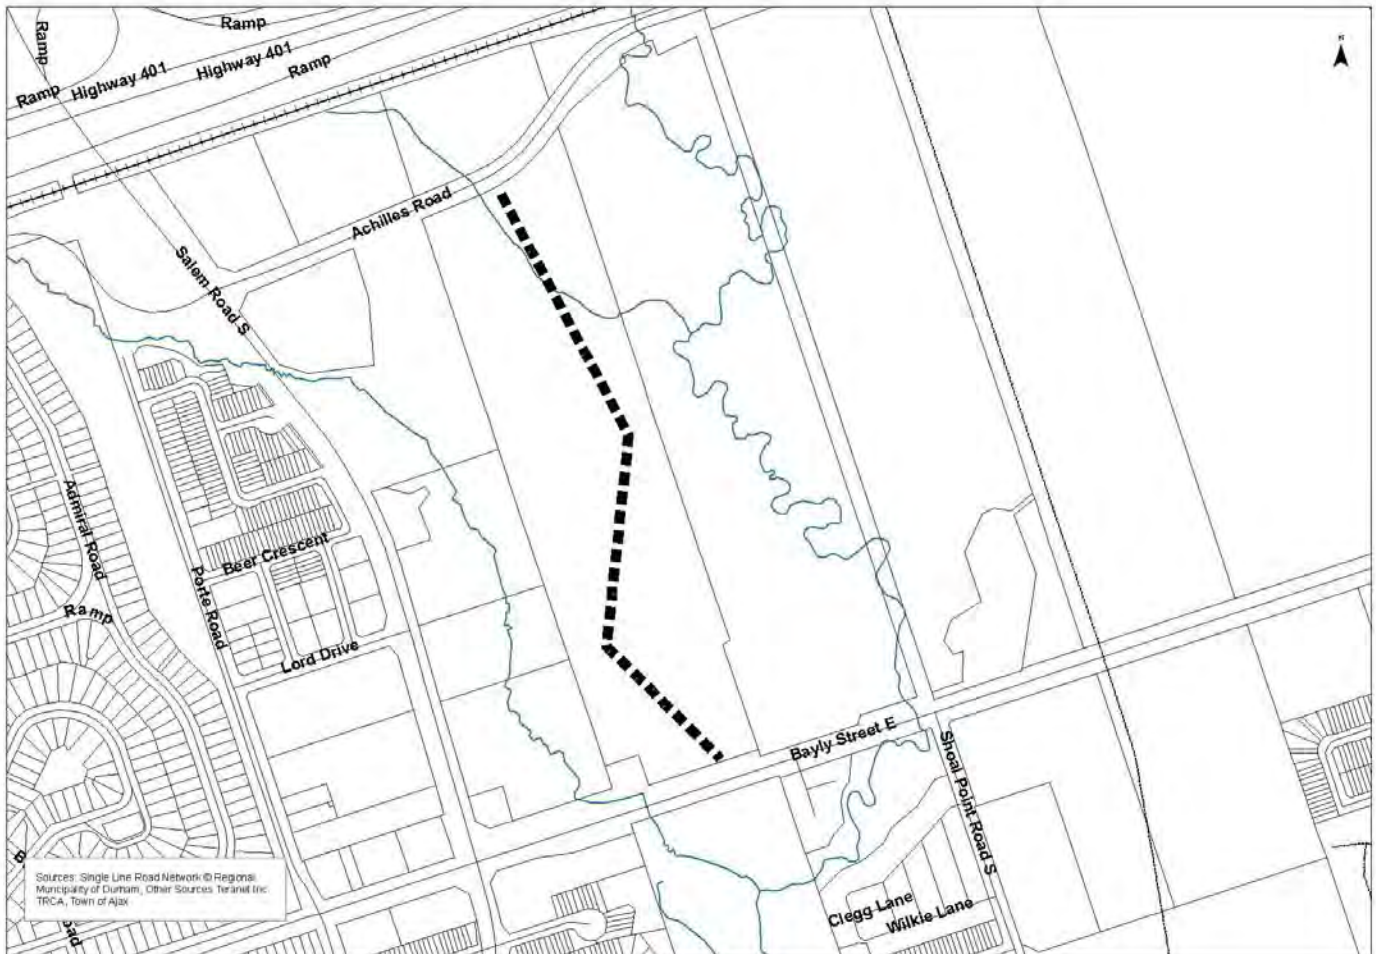 Ramp
Ramp
Highway 401
Ramp
Ramp
Highway 401
N
Achilles Road
Salem Road S
Admiral Road
Beer Crescent
Porte Road
Ramp
Lord Drive
Bayly Street E
Shoal Point Road S
Clegg Lane
Wilkie Lane
Sources: Single Line Road Network © Regional
Municipality of Durham, Other Sources Teranet Inc.
TRCA, Town of Ajax